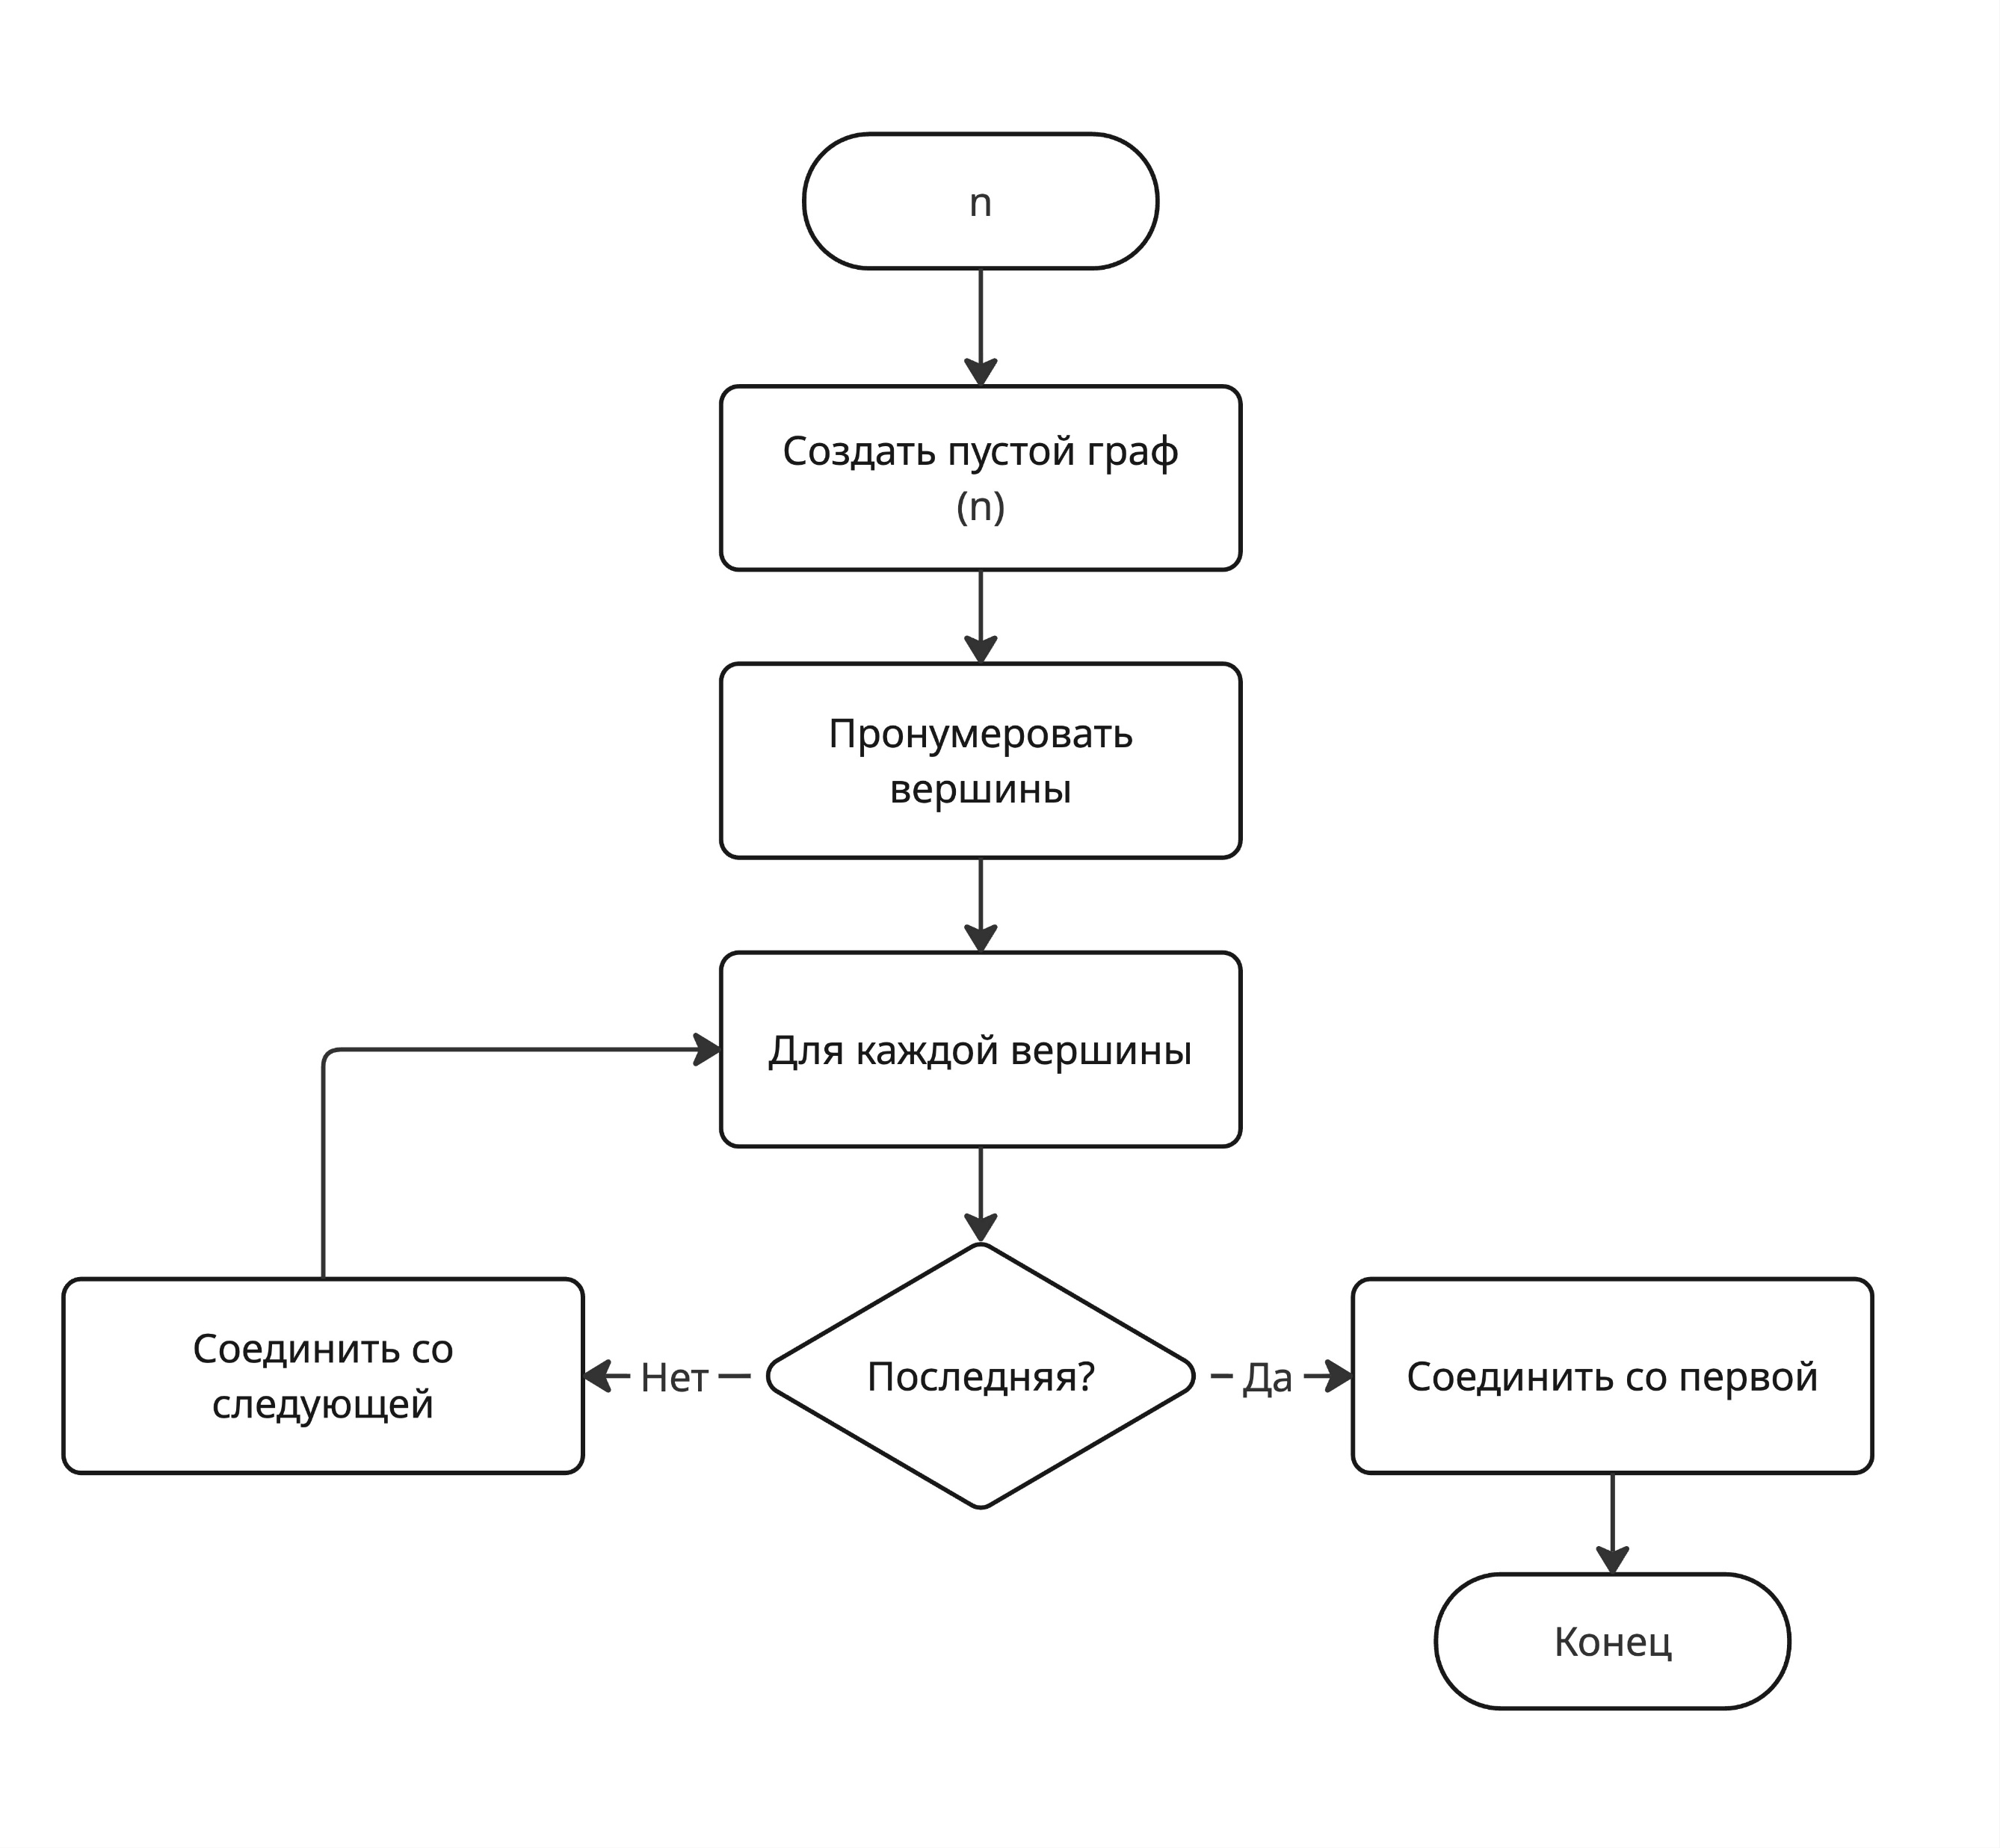 n
Создать пустой граф
(n)
Пронумеровать
вершины
Для каждой вершины
Соединить со
следующей
Нет
Последняя?
Да
Соединить со первой
Конец